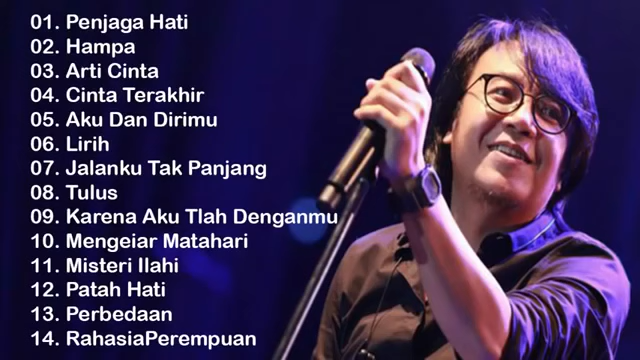 01. Penjaga Hati
02. Hampa
03. Arti Cinta
04. Cinta Terakhir
05. Aku Dan Dirimu
06. Lirih
07. Jalanku Tak Panjang
08. Tulus
09. Karena Aku Tlah Denganmu
10. Mengeiar Matahari
11. Misteri Ilahi
12. Patah Hati
13. Perbedaan
14. RahasiaPerempuan